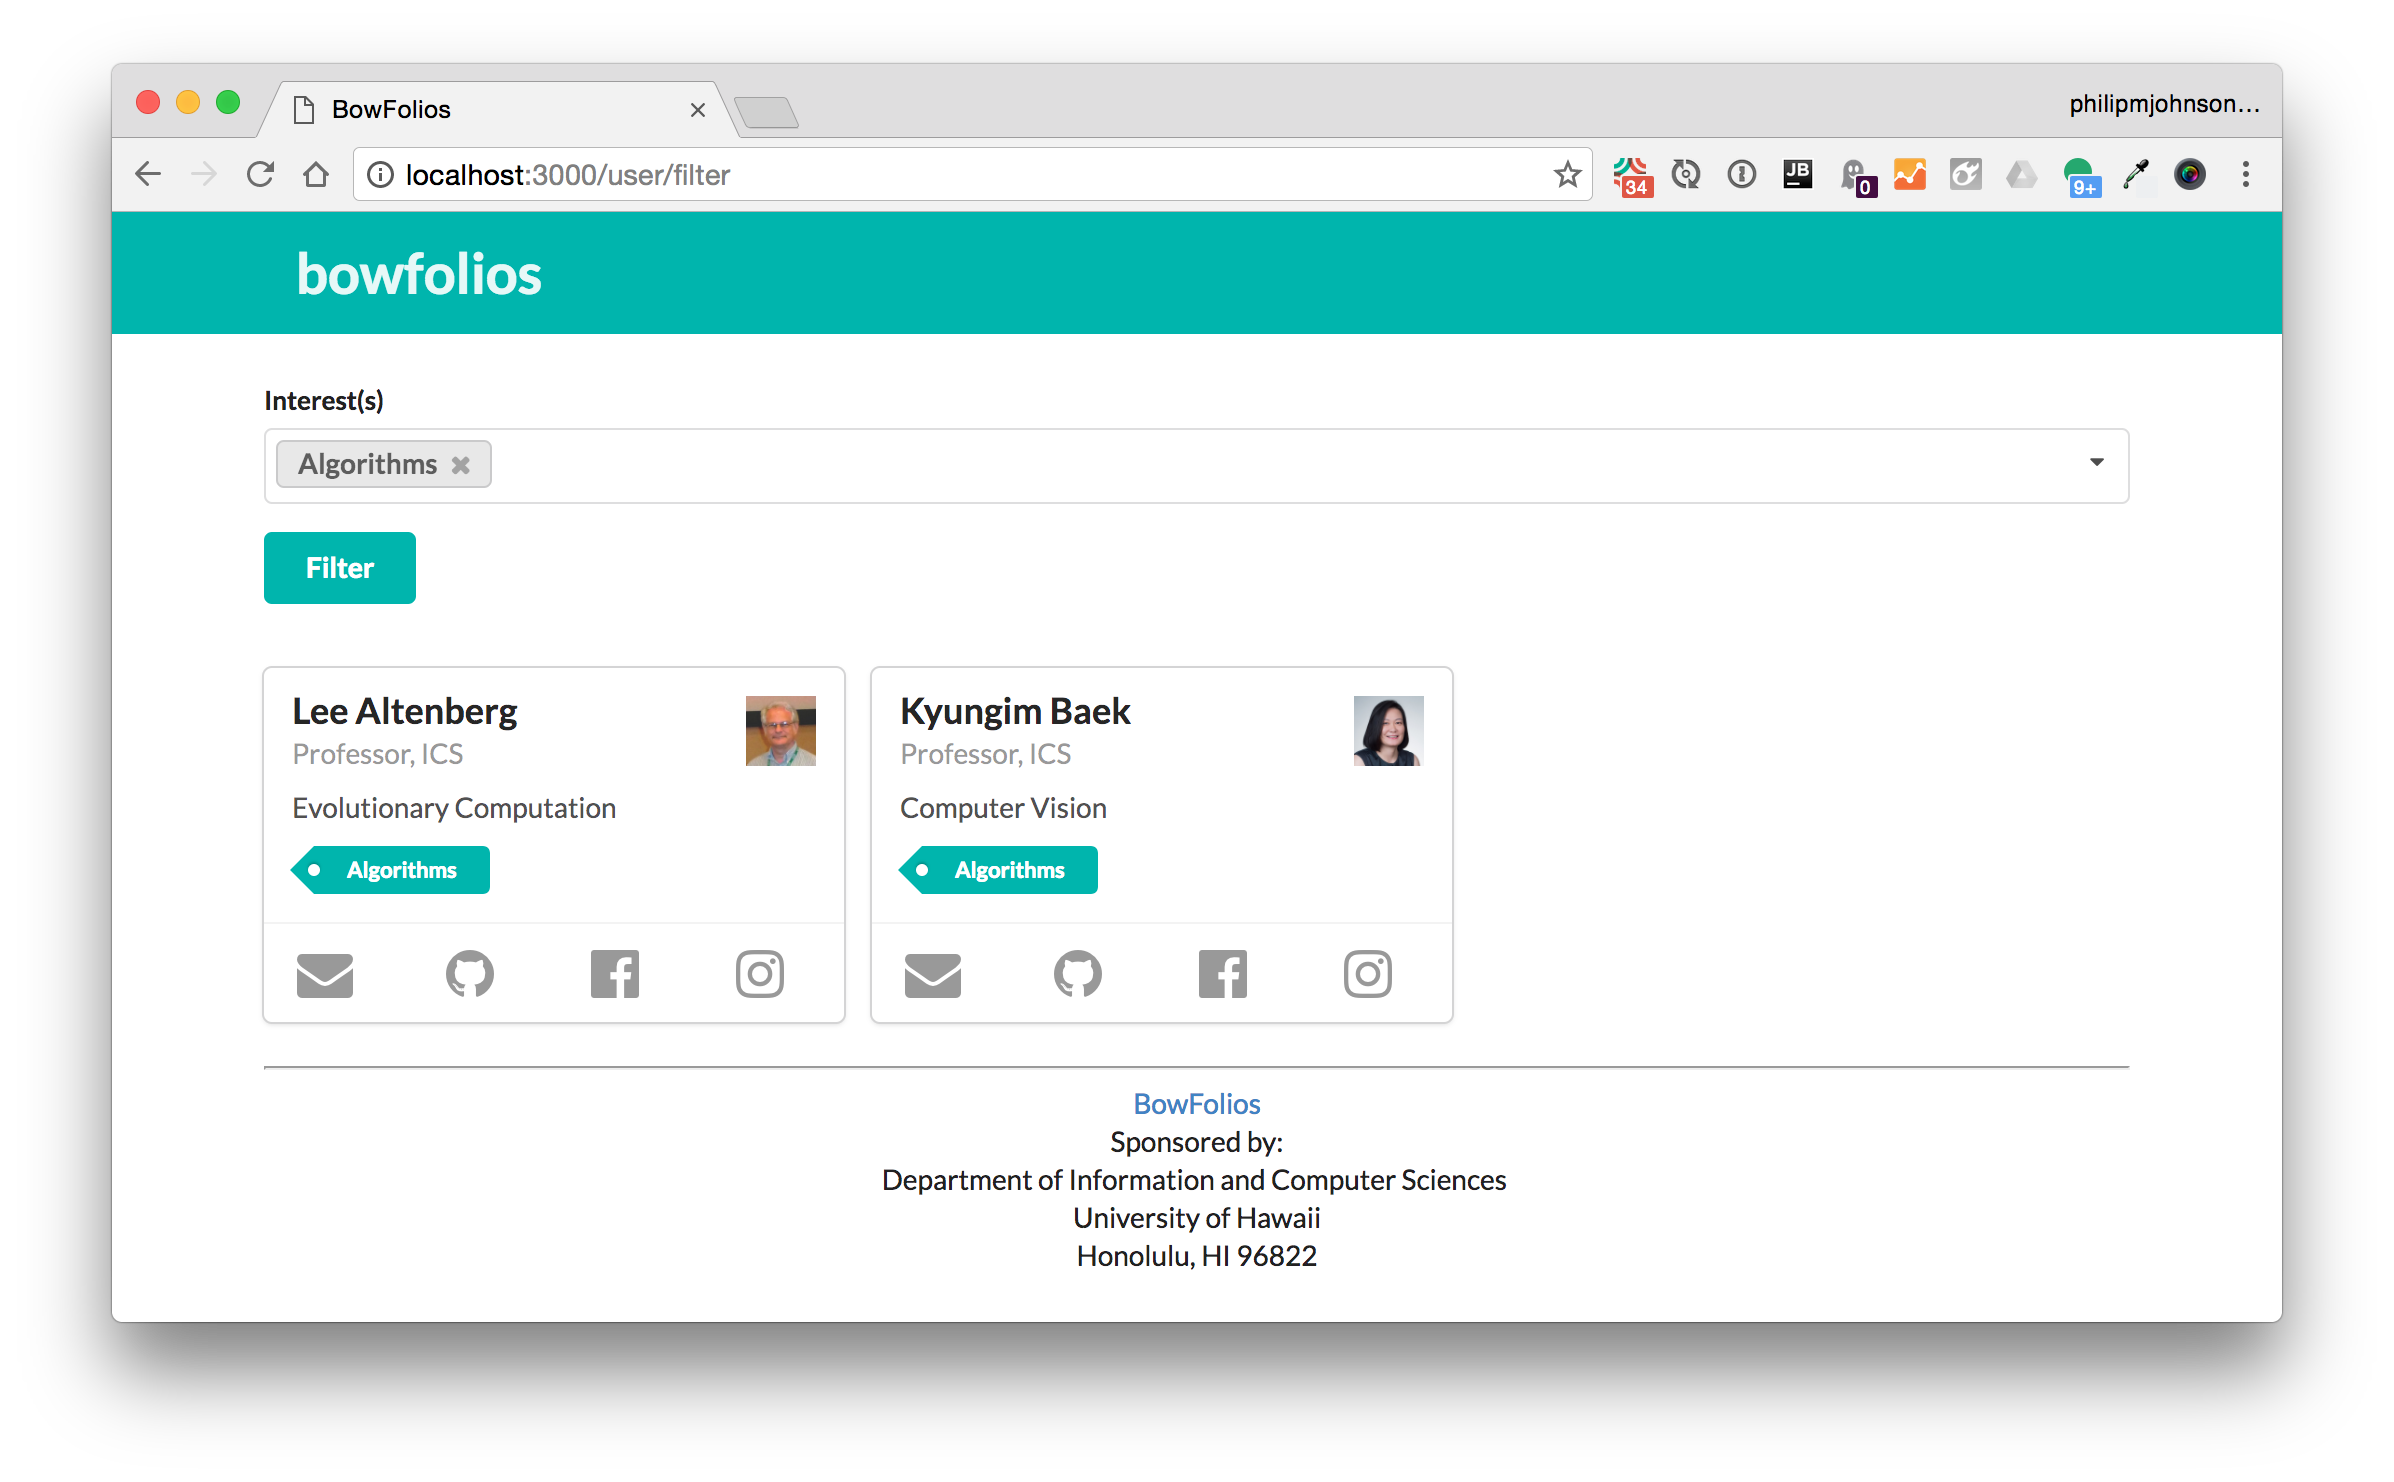 BowFolios
philipmjohnson...
localhost:3000/user/filter
34
JB
0
9+
bowfolios
Interest(s)
Algorithms
Filter
Lee Altenberg
Professor, ICS
Evolutionary Computation
Algorithms
Kyungim Baek
Professor, ICS
Computer Vision
Algorithms
BowFolios
Sponsored by:
Department of Information and Computer Sciences
University of Hawaii
Honolulu, HI 96822